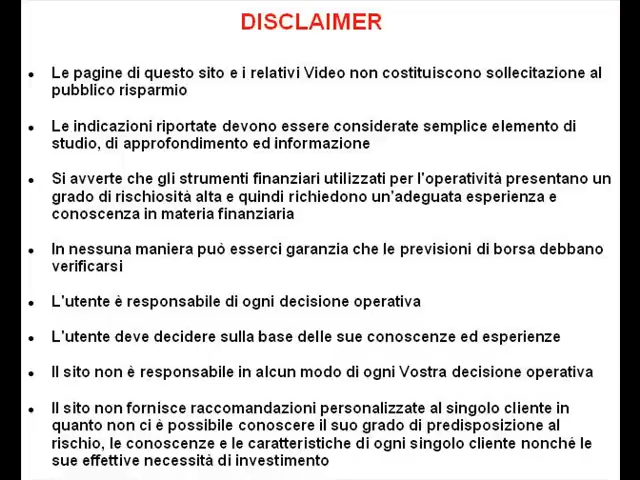 DISCLAIMER
• Le pagine di questo sito e i relativi Video non costituiscono sollecitazione al
pubblico risparmio
• Le indicazioni riportate devono essere considerate semplice elemento di
studio, di approfondimento ed informazione
• Si avverte che gli strumenti finanziari utilizzati per l'operatività presentano un
grado di rischiosità alta e quindi richiedono un'adeguata esperienza e
conoscenza in materia finanziaria
• In nessuna maniera può esserci garanzia che le previsioni di borsa debbano
verificarsi
• L'utente è responsabile di ogni decisione operativa
• L'utente deve decidere sulla base delle sue conoscenze ed esperienze
• Il sito non è responsabile in alcun modo di ogni Vostra decisione operativa
• Il sito non fornisce raccomandazioni personalizzate al singolo cliente in
quanto non ci è possibile conoscere il suo grado di predisposizione al
rischio, le conoscenze e le caratteristiche di ogni singolo cliente nonchè le
sue effettive necessità di investimento